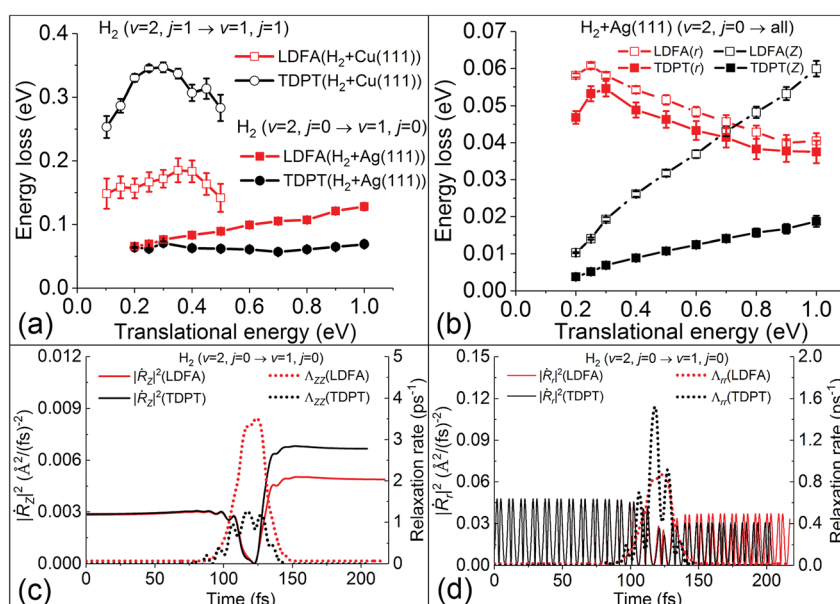 H₂ (v=2, j=1 → v=1, j=1)
LDFA(H₂+Cu(111))
TDPT(H₂+Cu(111))
H₂ (v=2, j=0 → v=1, j=0)
LDFA(H₂+Ag(111))
TDPT(H₂+Ag(111))
Energy loss (eV)
0.4
0.3
0.2
0.1
0.0
0.0 0.2 0.4 0.6 0.8 1.0
Translational energy (eV)
(a)
H₂+Ag(111) (v=2, j=0 → all)
LDFA(r) LDFA(Z)
TDPT(r) TDPT(Z)
Energy loss (eV)
0.07
0.06
0.05
0.04
0.03
0.02
0.01
0.00
0.0 0.2 0.4 0.6 0.8 1.0
Translational energy (eV)
(b)
H₂ (v=2, j=0 → v=1, j=0)
|Ṙ_Z|²(LDFA) Λ_ZZ(LDFA)
|Ṙ_Z|²(TDPT) Λ_ZZ(TDPT)
|Ṙ_Z|² (Å²/(fs)⁻²)
0.012
0.009
0.006
0.003
0.000
5
4
3
2
1
0
Relaxation rate (ps⁻¹)
0 50 100 150 200
Time (fs)
(c)
H₂ (v=2, j=0 → v=1, j=0)
|Ṙ_r|²(LDFA) Λ_rr(LDFA)
|Ṙ_r|²(TDPT) Λ_rr(TDPT)
|Ṙ_r|² (Å²/(fs)⁻²)
0.15
0.12
0.09
0.06
0.03
0.00
2.0
1.6
1.2
0.8
0.4
0.0
Relaxation rate (ps⁻¹)
0 50 100 150 200
Time (fs)
(d)